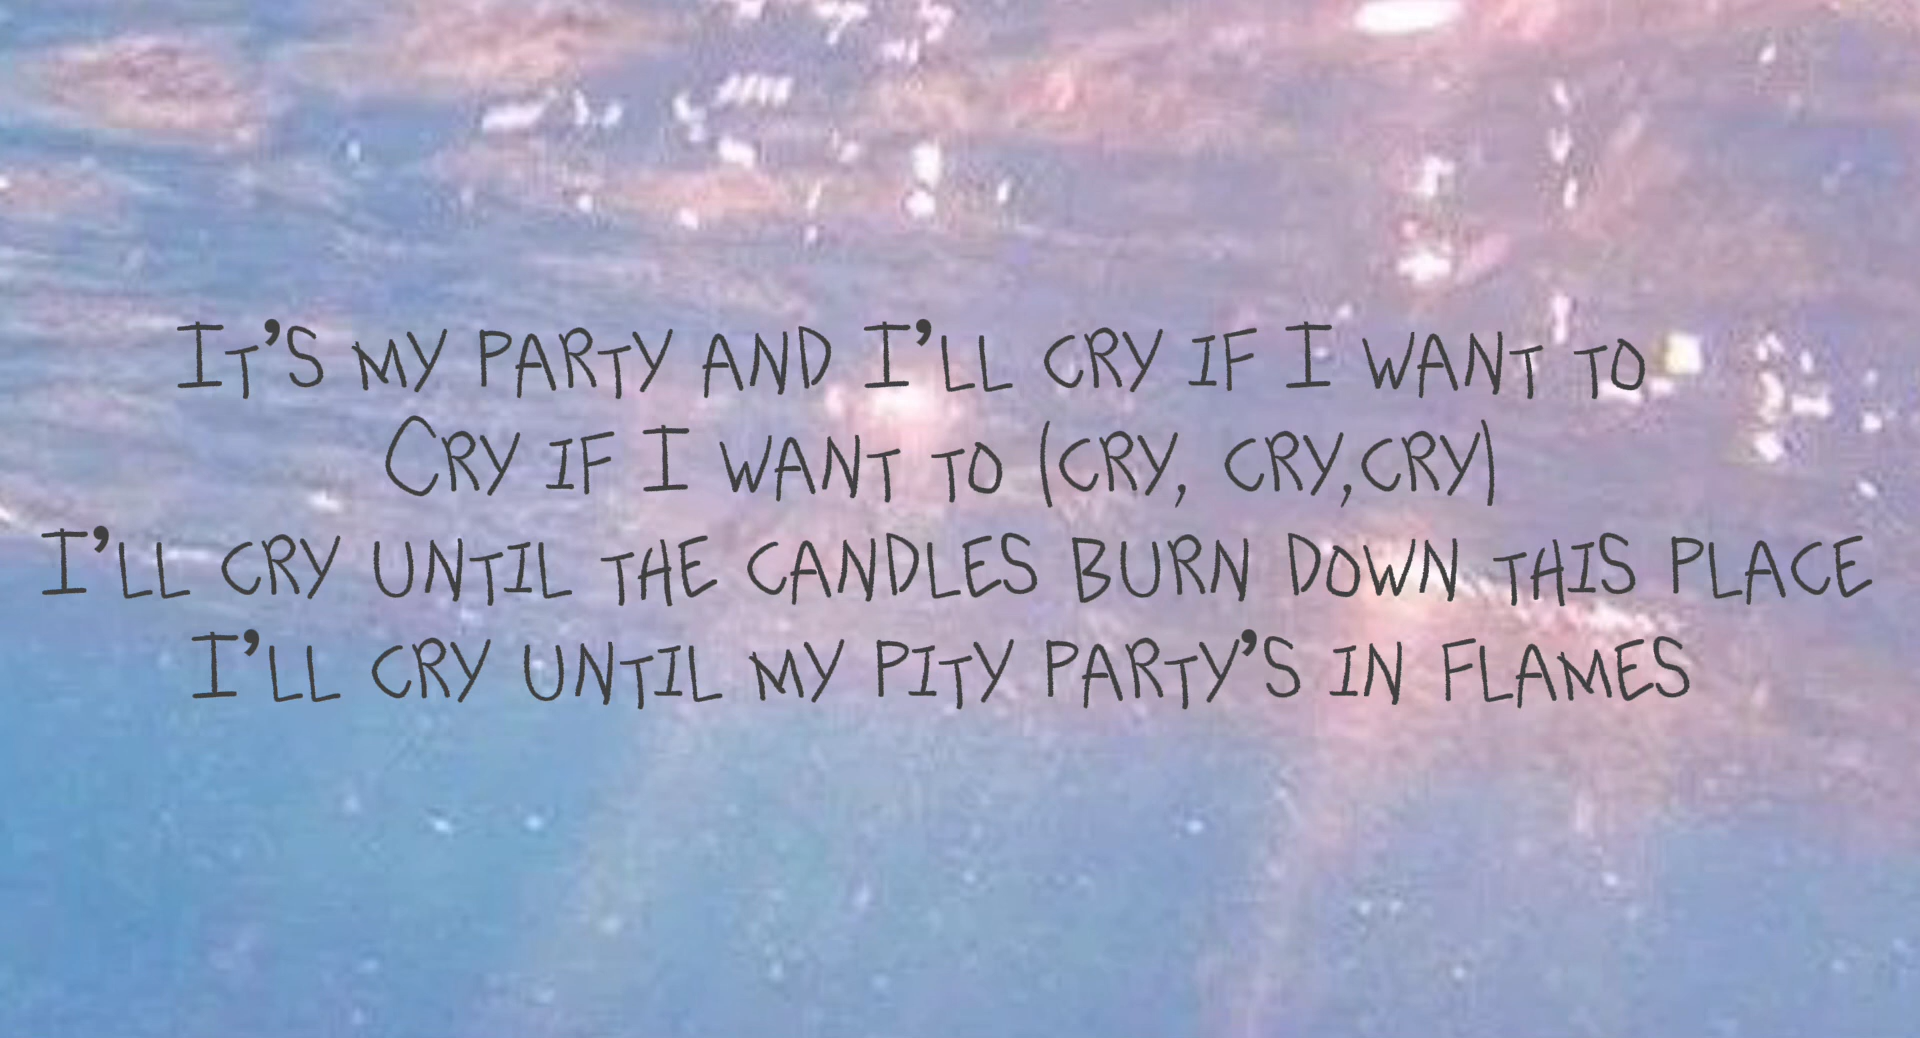 It's my party and I'll cry if I want to
Cry if I want to (cry, cry,cry)
I'll cry until the candles burn down this place
I'll cry until my pity party's in flames